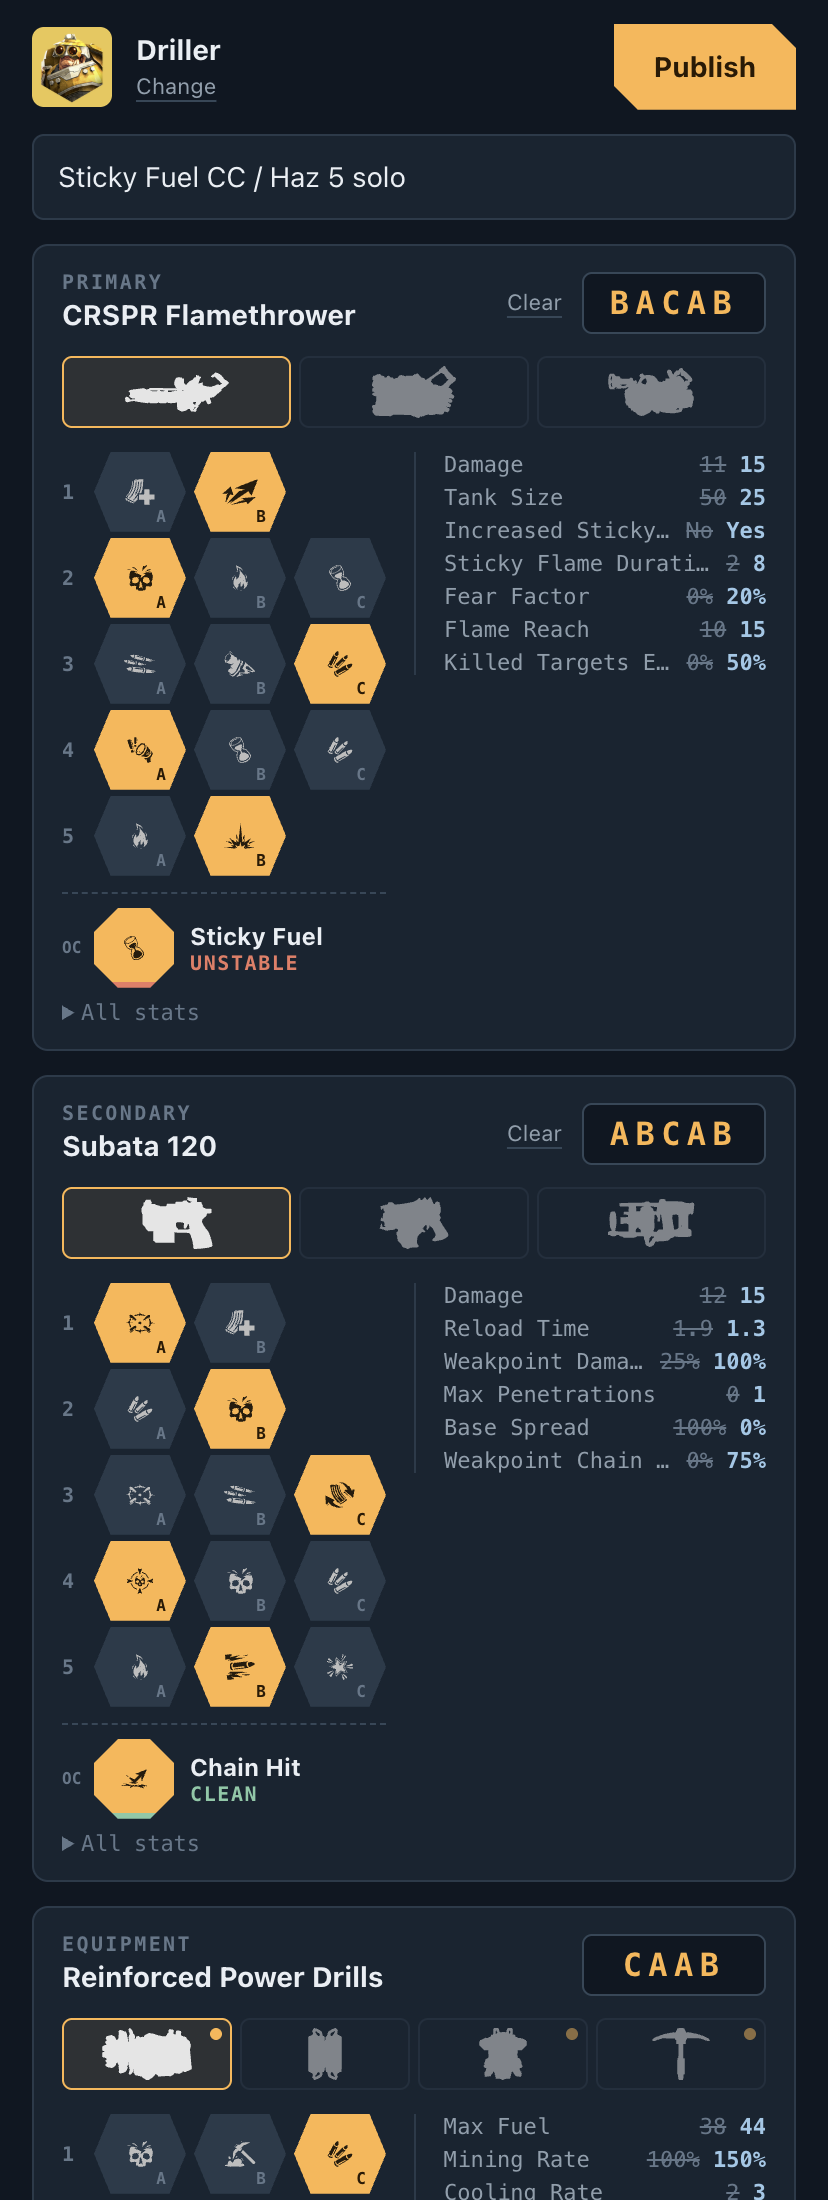 Driller
Change
Publish
Sticky Fuel CC / Haz 5 solo
PRIMARY
CRSPR Flamethrower
Clear
BACAB
1 A B
2 A B C
3 A B C
4 A B C
5 A B
Damage 11 15
Tank Size 50 25
Increased Sticky… No Yes
Sticky Flame Durati… 2 8
Fear Factor 0% 20%
Flame Reach 10 15
Killed Targets E… 0% 50%
OC Sticky Fuel
UNSTABLE
All stats
SECONDARY
Subata 120
Clear
ABCAB
1 A B
2 A B
3 A B C
4 A B C
5 A B C
Damage 12 15
Reload Time 1.9 1.3
Weakpoint Dama… 25% 100%
Max Penetrations 0 1
Base Spread 100% 0%
Weakpoint Chain … 0% 75%
OC Chain Hit
CLEAN
All stats
EQUIPMENT
Reinforced Power Drills
CAAB
1 A B C
Max Fuel 38 44
Mining Rate 100% 150%
Cooling Rate 2 3